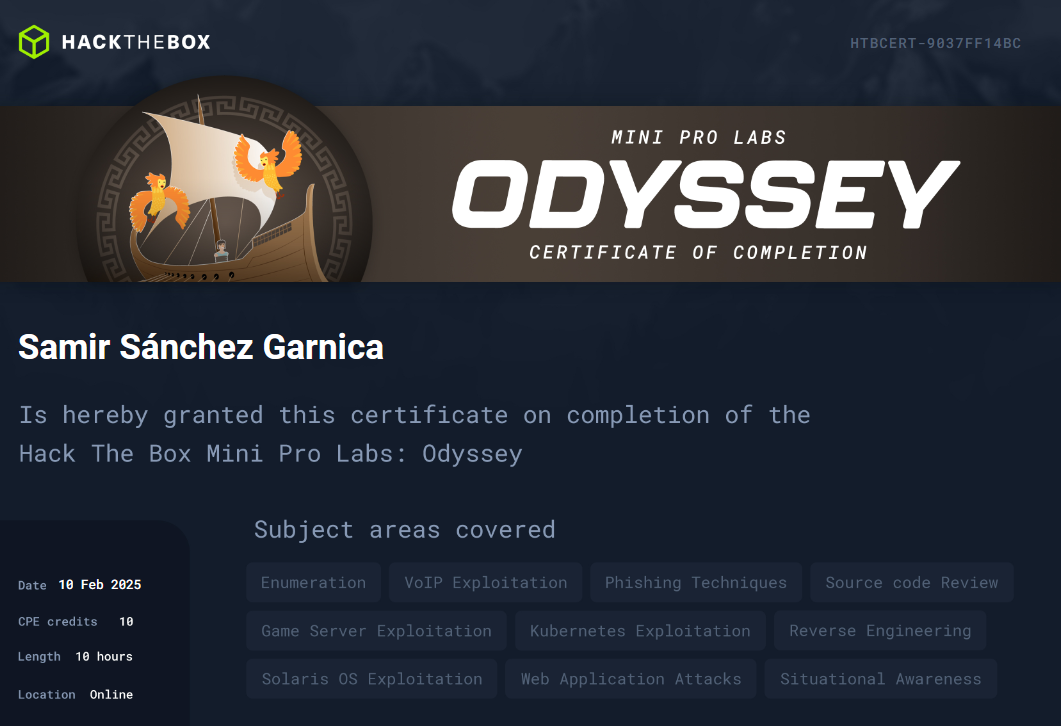 HACKTHEBOX
HTBCERT-9037FF14BC
MINI PRO LABS
ODYSSEY
CERTIFICATE OF COMPLETION
Samir Sánchez Garnica
Is hereby granted this certificate on completion of the
Hack The Box Mini Pro Labs: Odyssey
Subject areas covered
Enumeration VoIP Exploitation Phishing Techniques Source code Review
Game Server Exploitation Kubernetes Exploitation Reverse Engineering
Solaris OS Exploitation Web Application Attacks Situational Awareness
Date 10 Feb 2025
CPE credits 10
Length 10 hours
Location Online